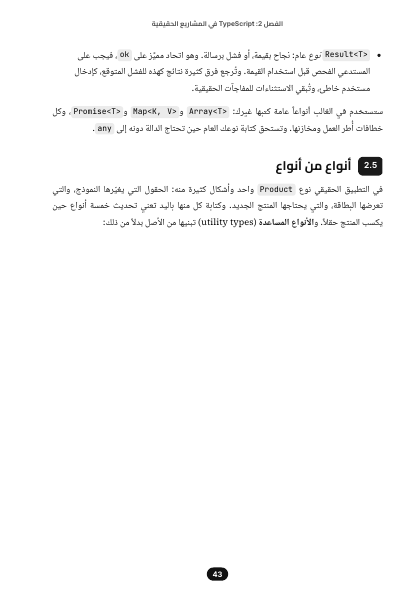 الفصل 2: TypeScript في المشاريع الحقيقية
• Result<T> نوع عام: نجاح بقيمة، أو فشل برسالة. وهو اتحاد مميّز على ok، فيجب على
المستدعي الفحص قبل استخدام القيمة. وتُرجع فرق كثيرة نتائج كهذه للفشل المتوقع، كإدخال
مستخدم خاطئ، وتُبقي الاستثناءات للمفاجآت الحقيقية.
ستستخدم في الغالب أنواعاً عامة كتبها غيرك: Array<T> و Map<K, V> و Promise<T>، وكل
خطافات أُطر العمل ومخازنها. وتستحق كتابة نوعك العام حين تحتاج الدالة دونه إلى any.
2.5 أنواع من أنواع
في التطبيق الحقيقي نوع Product واحد وأشكال كثيرة منه: الحقول التي يغيّرها النموذج، والتي
تعرضها البطاقة، والتي يحتاجها المنتج الجديد. وكتابة كل منها باليد تعني تحديث خمسة أنواع حين
يكسب المنتج حقلاً. والأنواع المساعدة (utility types) تبنيها من الأصل بدلاً من ذلك:
43